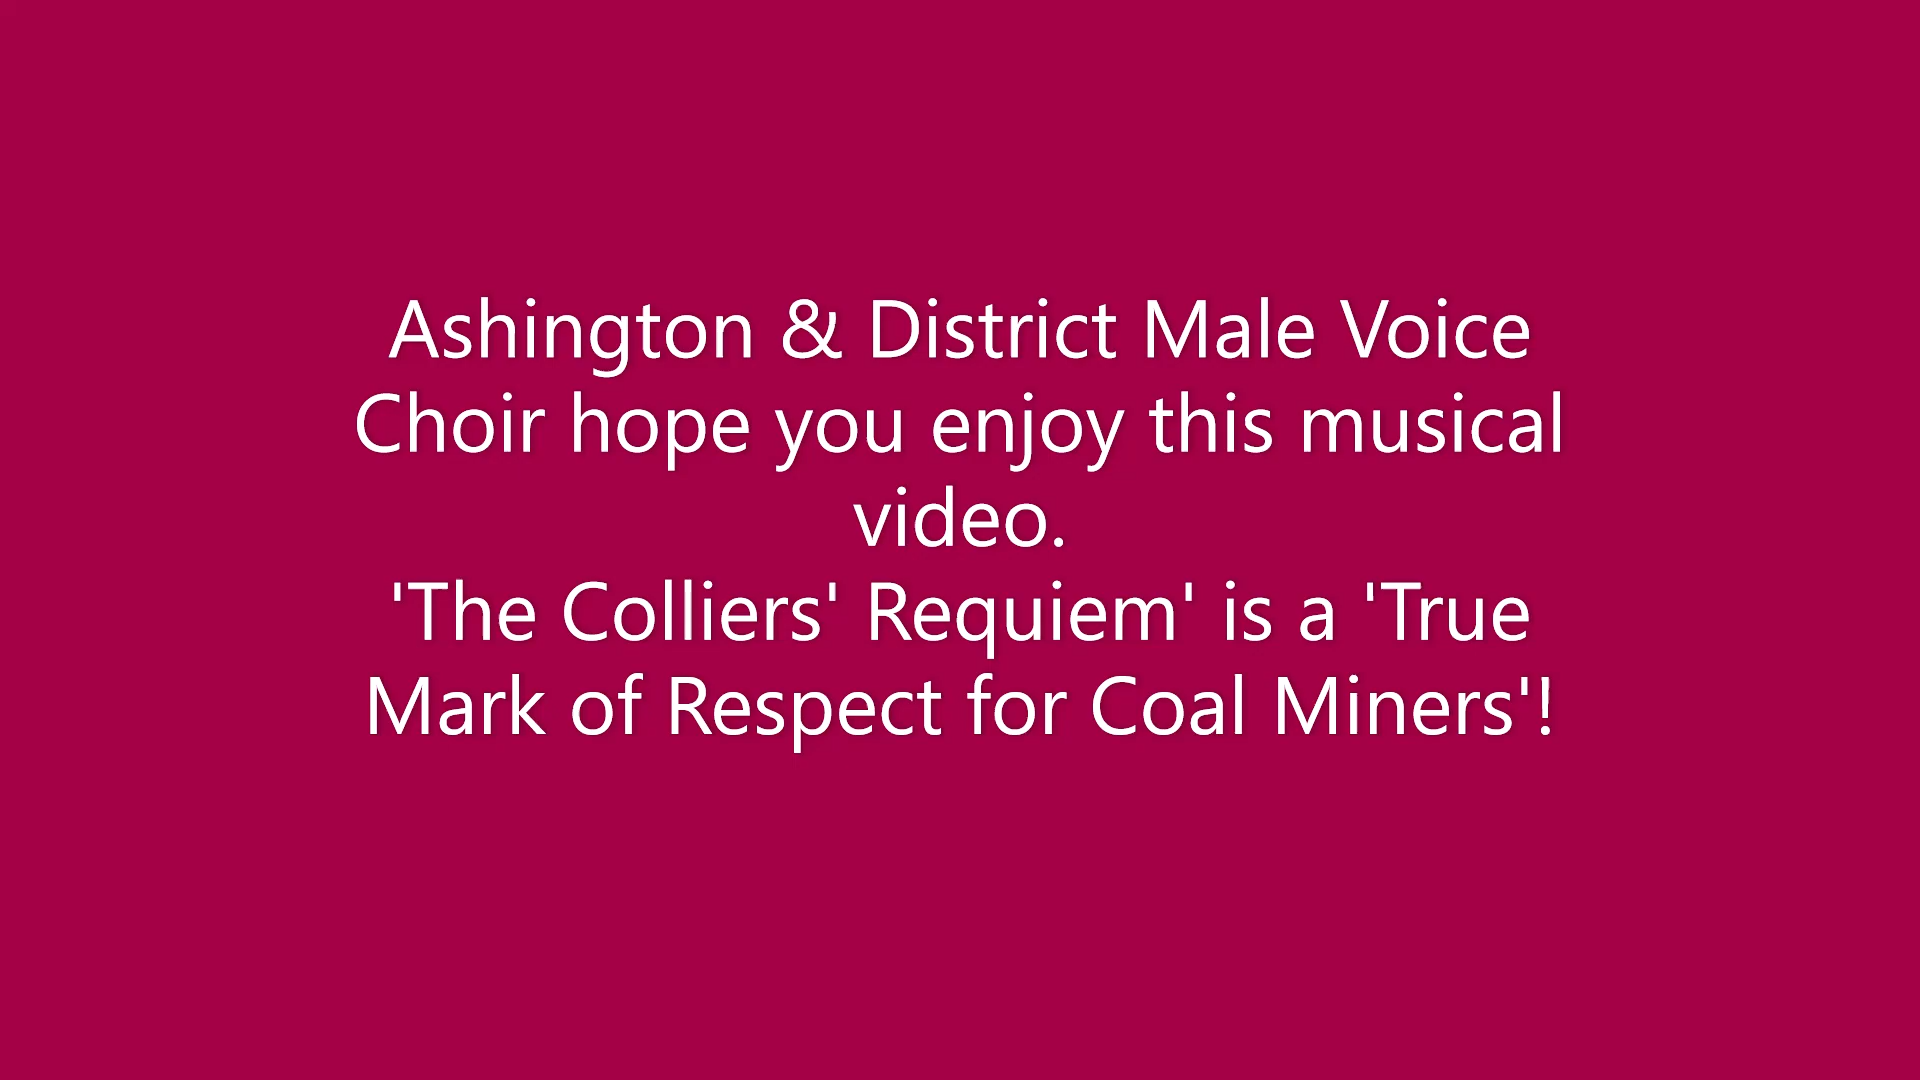 Ashington & District Male Voice
Choir hope you enjoy this musical
video.
'The Colliers' Requiem' is a 'True
Mark of Respect for Coal Miners'!